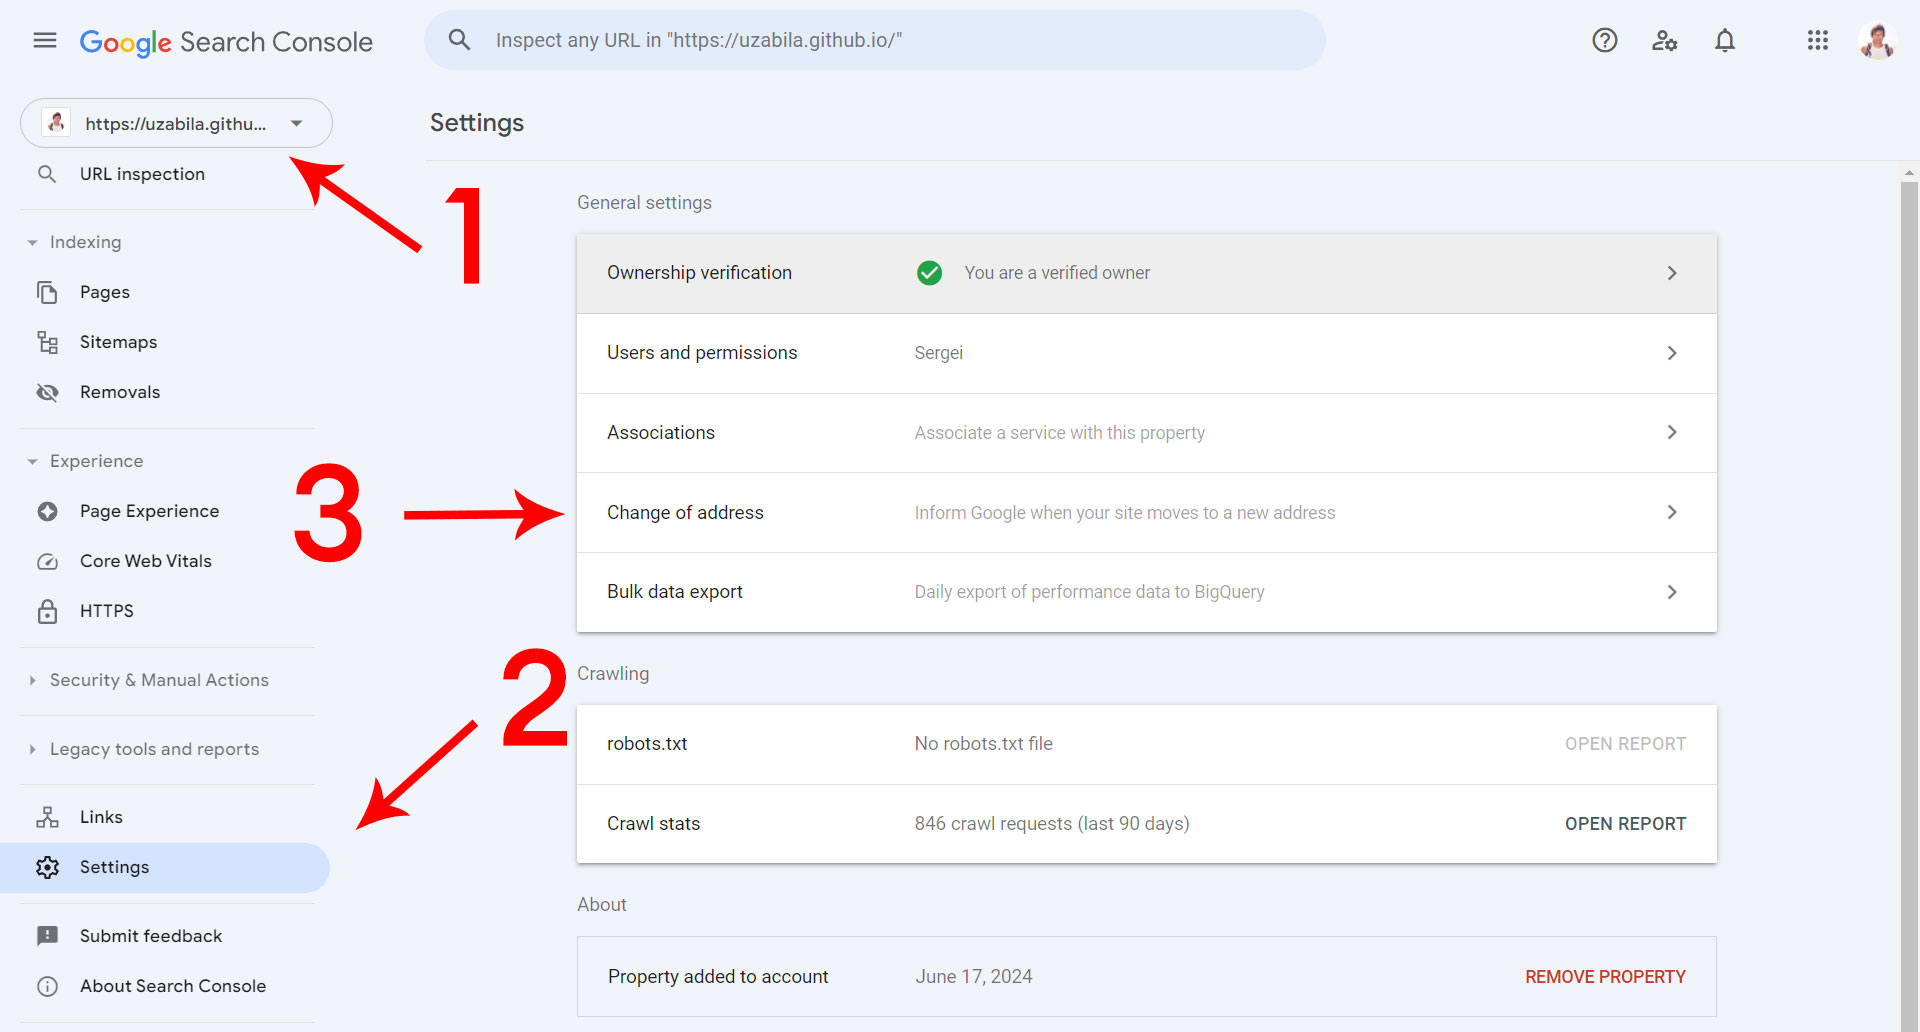 Google Search Console
Inspect any URL in "https://uzabila.github.io/"
https://uzabila.githu...
URL inspection
Indexing
Pages
Sitemaps
Removals
Experience
Page Experience
Core Web Vitals
HTTPS
Security & Manual Actions
Legacy tools and reports
Links
Settings
Submit feedback
About Search Console
1
3
2
Settings
General settings
Ownership verification You are a verified owner
Users and permissions Sergei
Associations Associate a service with this property
Change of address Inform Google when your site moves to a new address
Bulk data export Daily export of performance data to BigQuery
Crawling
robots.txt No robots.txt file OPEN REPORT
Crawl stats 846 crawl requests (last 90 days) OPEN REPORT
About
Property added to account June 17, 2024 REMOVE PROPERTY